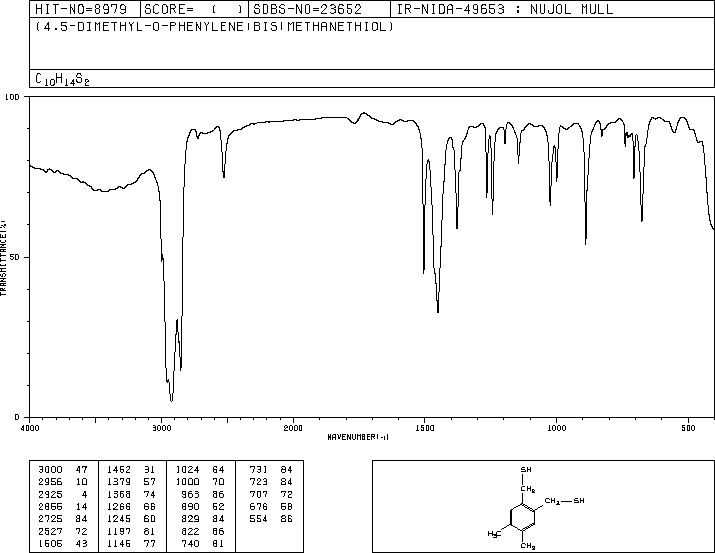 HIT-NO=8979 SCORE= ( ) SDBS-NO=23652 IR-NIDA-49653 : NUJOL MULL
(4.5-DIMETHYL-O-PHENYLENE)BIS(METHANETHIOL)
C10H14S2
100
50
0
TRANSMITTANCE(%)
4000 3000 2000 1500 1000 500
WAVENUMBER(-1)
3000 47 1462 31 1024 64 731 84
2956 10 1379 57 1000 70 723 84
2925 4 1368 74 963 86 707 72
2866 14 1266 66 890 52 676 58
2725 84 1245 60 829 84 554 86
2527 72 1197 81 822 86
1506 43 1146 77 740 81
SH
CH2
CH2 SH
H3C
CH3